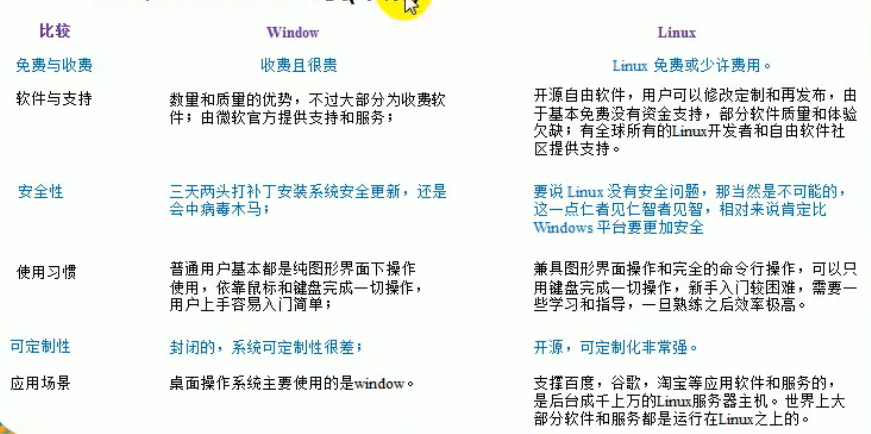 比较 Window Linux
免费与收费 收费且很贵 Linux 免费或少许费用。
软件与支持 数量和质量的优势，不过大部分为收费软
件；由微软官方提供支持和服务；
开源自由软件，用户可以修改定制和再发布，由
于基本免费没有资金支持，部分软件质量和体验
欠缺；有全球所有的Linux开发者和自由软件社
区提供支持。
安全性 三天两头打补丁安装系统安全更新，还是
会中病毒木马；
要说 Linux 没有安全问题，那当然是不可能的，
这一点仁者见仁智者见智，相对来说肯定比
Windows 平台要更加安全
使用习惯 普通用户基本都是纯图形界面下操作
使用，依靠鼠标和键盘完成一切操作，
用户上手容易入门简单；
兼具图形界面操作和完全的命令行操作，可以只
用键盘完成一切操作，新手入门较困难，需要一
些学习和指导，一旦熟练之后效率极高。
可定制性 封闭的，系统可定制性很差； 开源，可定制化非常强。
应用场景 桌面操作系统主要使用的是window。
支撑百度，谷歌，淘宝等应用软件和服务的，
是后台成千上万的Linux服务器主机。世界上大
部分软件和服务都是运行在Linux之上的。